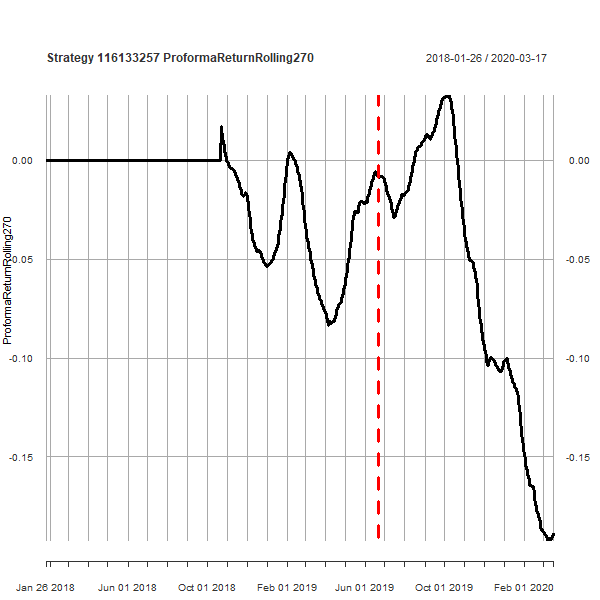 Strategy 116133257 ProformaReturnRolling270
2018-01-26 / 2020-03-17
ProformaReturnRolling270
0.00
-0.05
-0.10
-0.15
0.00
-0.05
-0.10
-0.15
Jan 26 2018
Jun 01 2018
Oct 01 2018
Feb 01 2019
Jun 01 2019
Oct 01 2019
Feb 01 2020